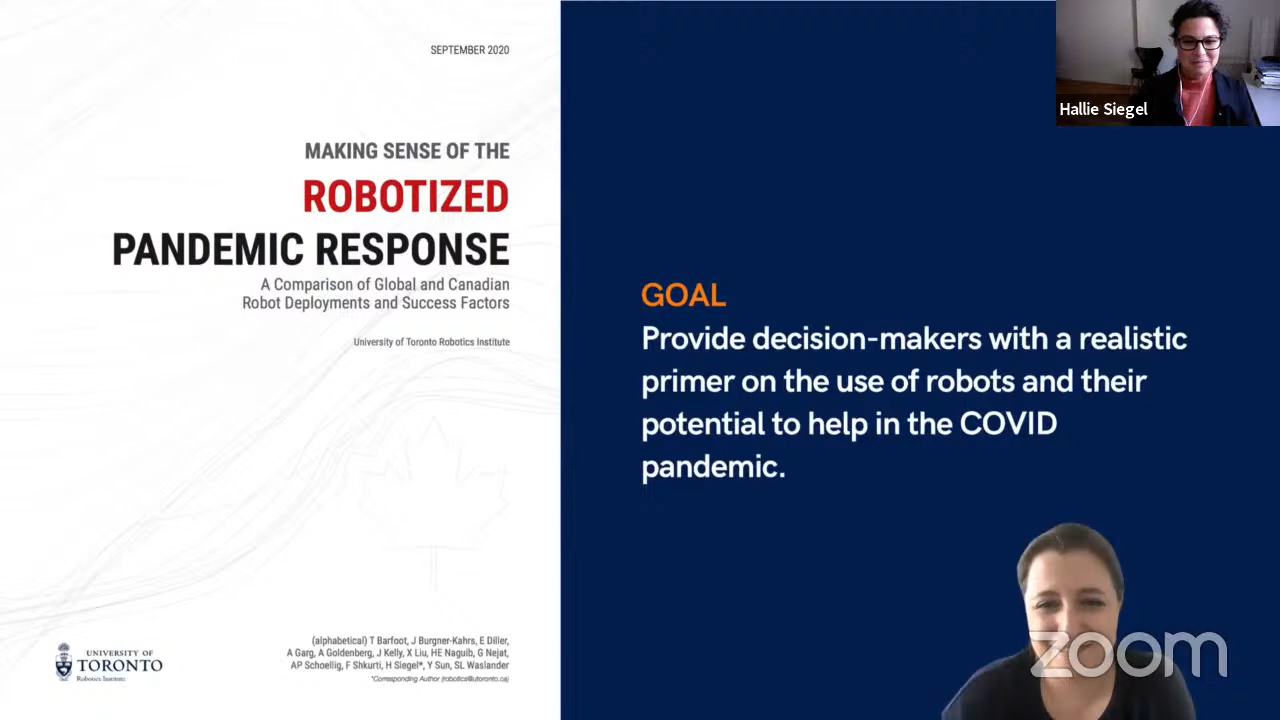 SEPTEMBER 2020
MAKING SENSE OF THE
ROBOTIZED
PANDEMIC RESPONSE
A Comparison of Global and Canadian
Robot Deployments and Success Factors
University of Toronto Robotics Institute
(alphabetical) T Barfoot, J Burgner-Kahrs, E Diller,
A Garg, A Goldenberg, J Kelly, X Liu, HE Naguib, G Nejat,
AP Schoellig, F Shkurti, H Siegel*, Y Sun, SL Waslander
*Corresponding Author (robotics@utoronto.ca)
UNIVERSITY OF
TORONTO
Robotics Institute
GOAL
Provide decision-makers with a realistic
primer on the use of robots and their
potential to help in the COVID
pandemic.
Hallie Siegel
zoom